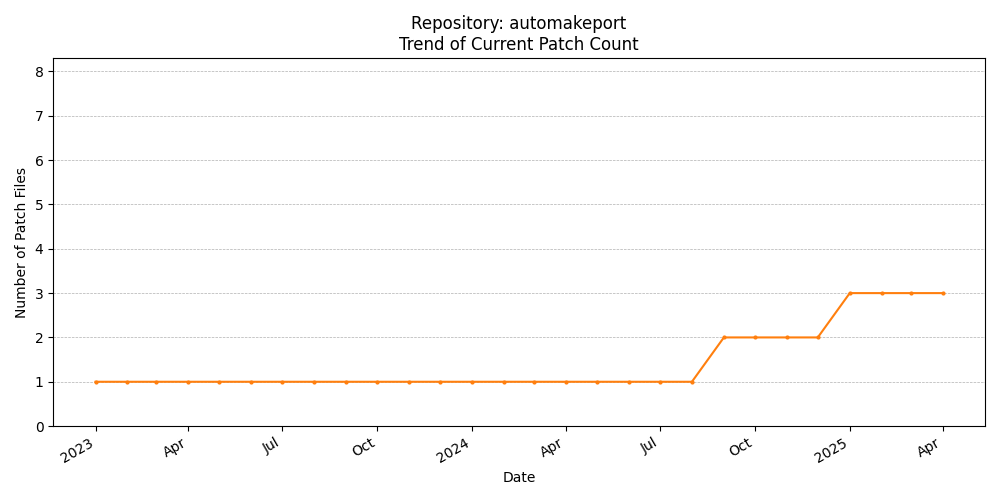 Repository: automakeport
Trend of Current Patch Count
Number of Patch Files
8
7
6
5
4
3
2
1
0
2023
Apr
Jul
Oct
2024
Apr
Jul
Oct
2025
Apr
Date